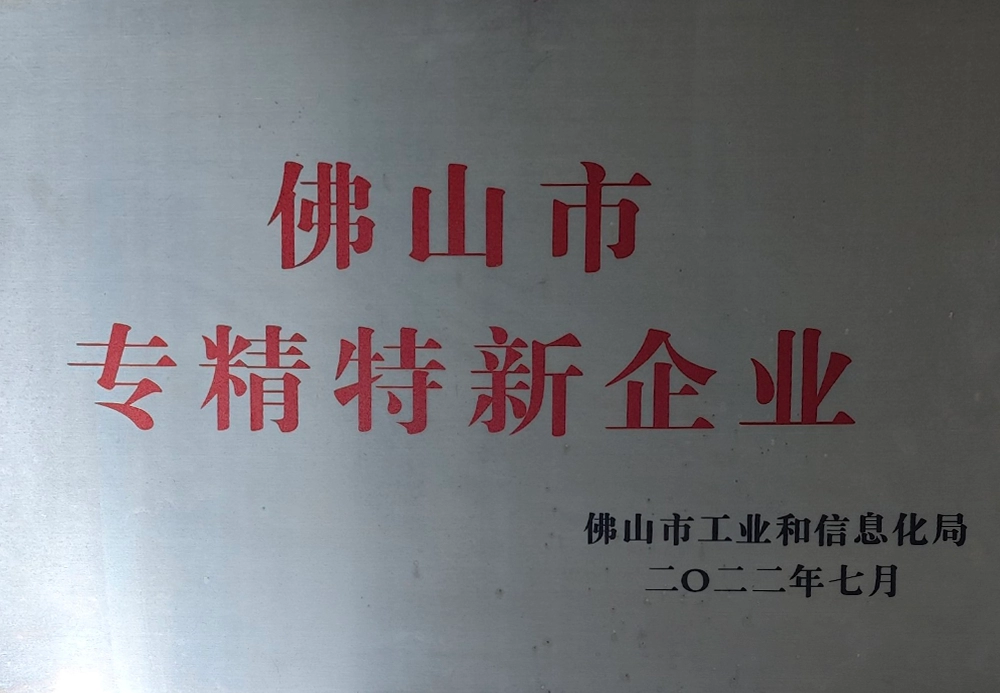 佛山市
专精特新企业
佛山市工业和信息化局
二〇二二年七月